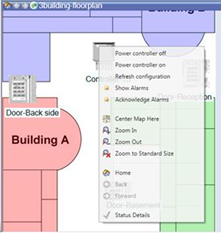 3building-floorplan
Building B
Power controller off
Power controller on
Refresh configuration
Show Alarms
Acknowledge Alarms
Center Map Here
Zoom In
Zoom Out
Zoom to Standard Size
Home
Back
Forward
Status Details
Door-Back side
Building A